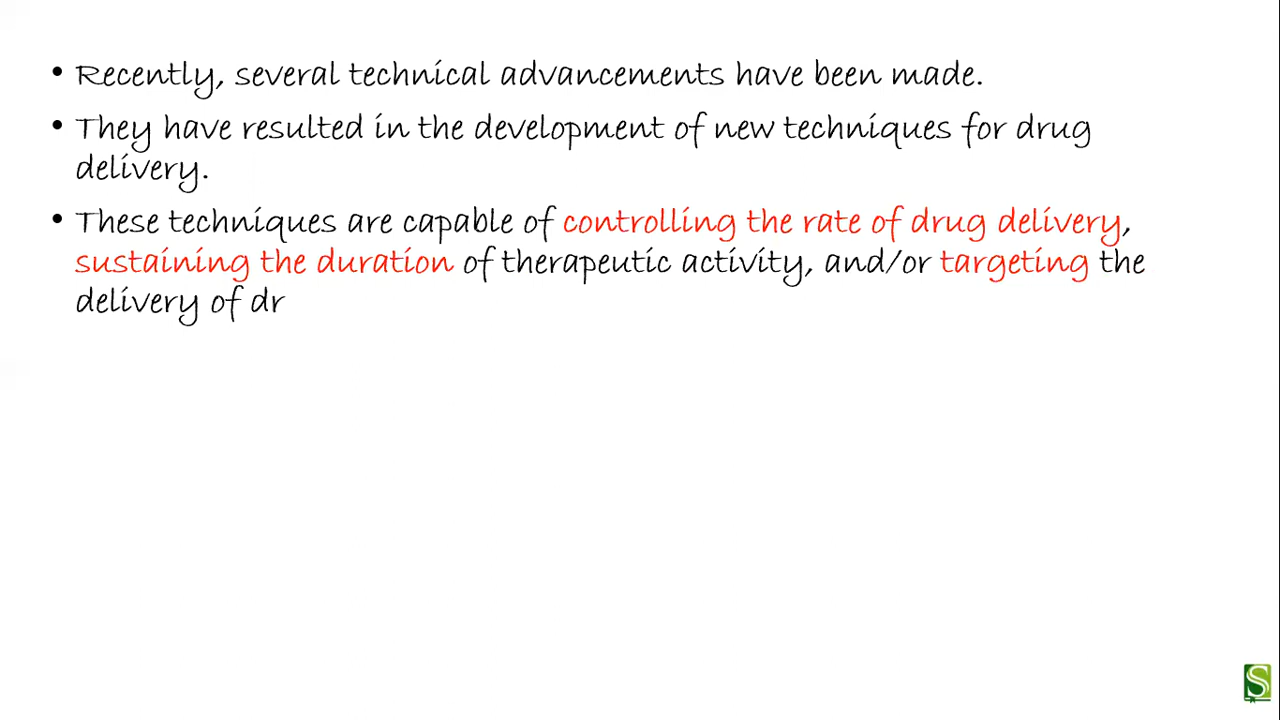 • Recently, several technical advancements have been made.
• They have resulted in the development of new techniques for drug
delivery.
• These techniques are capable of controlling the rate of drug delivery,
sustaining the duration of therapeutic activity, and/or targeting the
delivery of dr
S